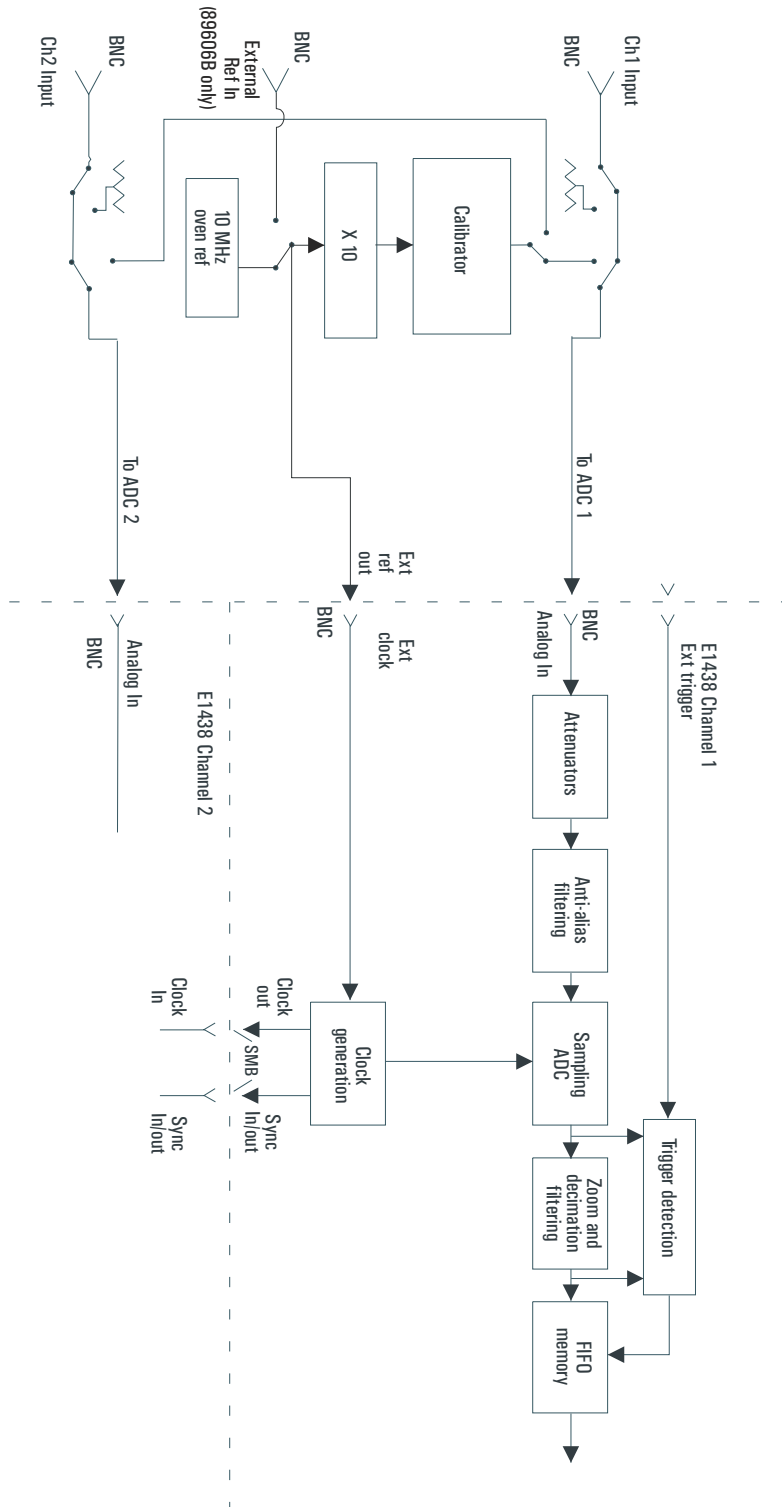 Ch1 Input
BNC
Calibrator
X 10
BNC
External
Ref In
(89606B only)
10 MHz
oven ref
BNC
Ch2 Input
To ADC 1
Ext
ref
out
To ADC 2
E1438 Channel 1
Ext trigger
BNC
Analog In
Attenuators
Anti-alias
filtering
Sampling
ADC
Zoom and
decimation
filtering
Trigger detection
FIFO
memory
Ext
clock
BNC
Clock
generation
Clock
out
SMB
Sync
In/out
Clock
In
Sync
In/out
E1438 Channel 2
Analog In
BNC